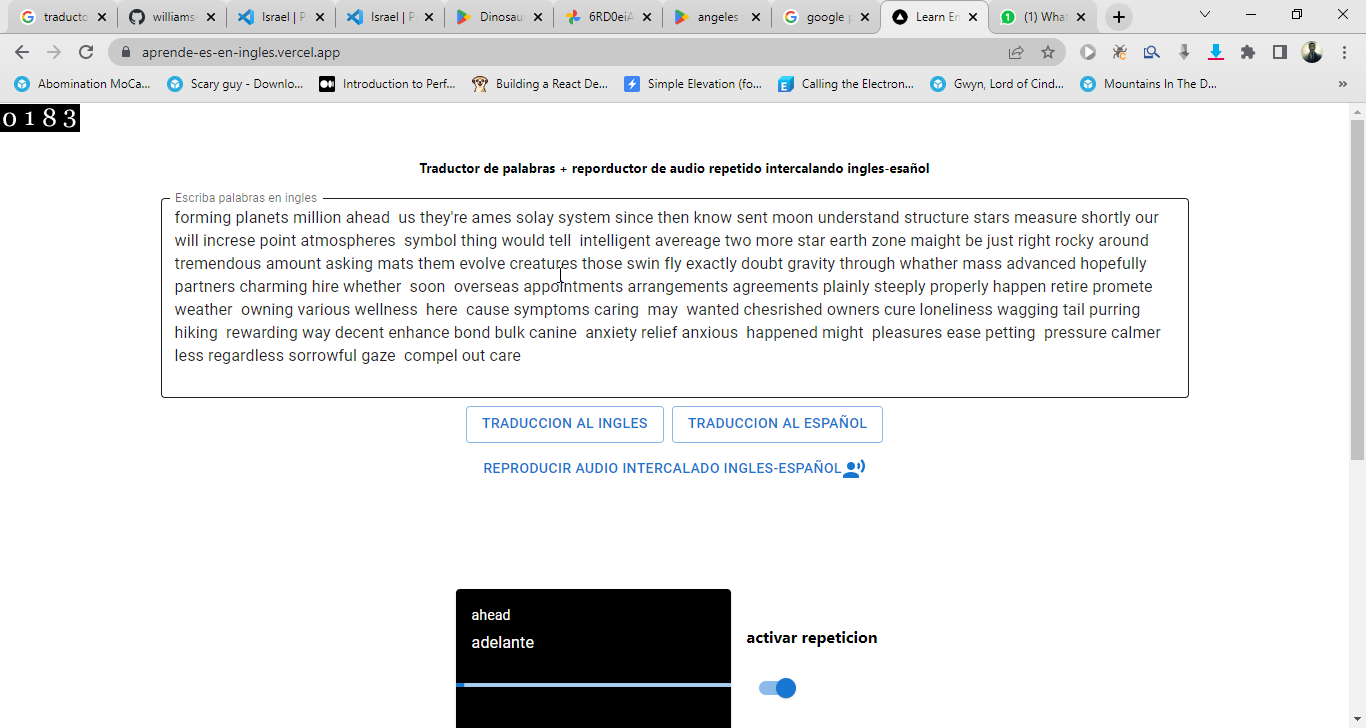 traducto
williams-
Israel | P
Israel | P
Dinosau
6RD0eiA
angeles
google p
Learn En
(1) What
aprende-es-en-ingles.vercel.app
Abomination MoCa...
Scary guy - Downlo...
Introduction to Perf...
Building a React De...
Simple Elevation (fo...
Calling the Electron...
Gwyn, Lord of Cind...
Mountains In The D...
0183
Traductor de palabras + reporductor de audio repetido intercalando ingles-esañol
Escriba palabras en ingles
forming planets million ahead us they're ames solay system since then know sent moon understand structure stars measure shortly our
will increse point atmospheres symbol thing would tell intelligent avereage two more star earth zone maight be just right rocky around
tremendous amount asking mats them evolve creatures those swin fly exactly doubt gravity through whather mass advanced hopefully
partners charming hire whether soon overseas appointments arrangements agreements plainly steeply properly happen retire promete
weather owning various wellness here cause symptoms caring may wanted chesrished owners cure loneliness wagging tail purring
hiking rewarding way decent enhance bond bulk canine anxiety relief anxious happened might pleasures ease petting pressure calmer
less regardless sorrowful gaze compel out care
TRADUCCION AL INGLES
TRADUCCION AL ESPAÑOL
REPRODUCIR AUDIO INTERCALADO INGLES-ESPAÑOL
ahead
adelante
activar repeticion